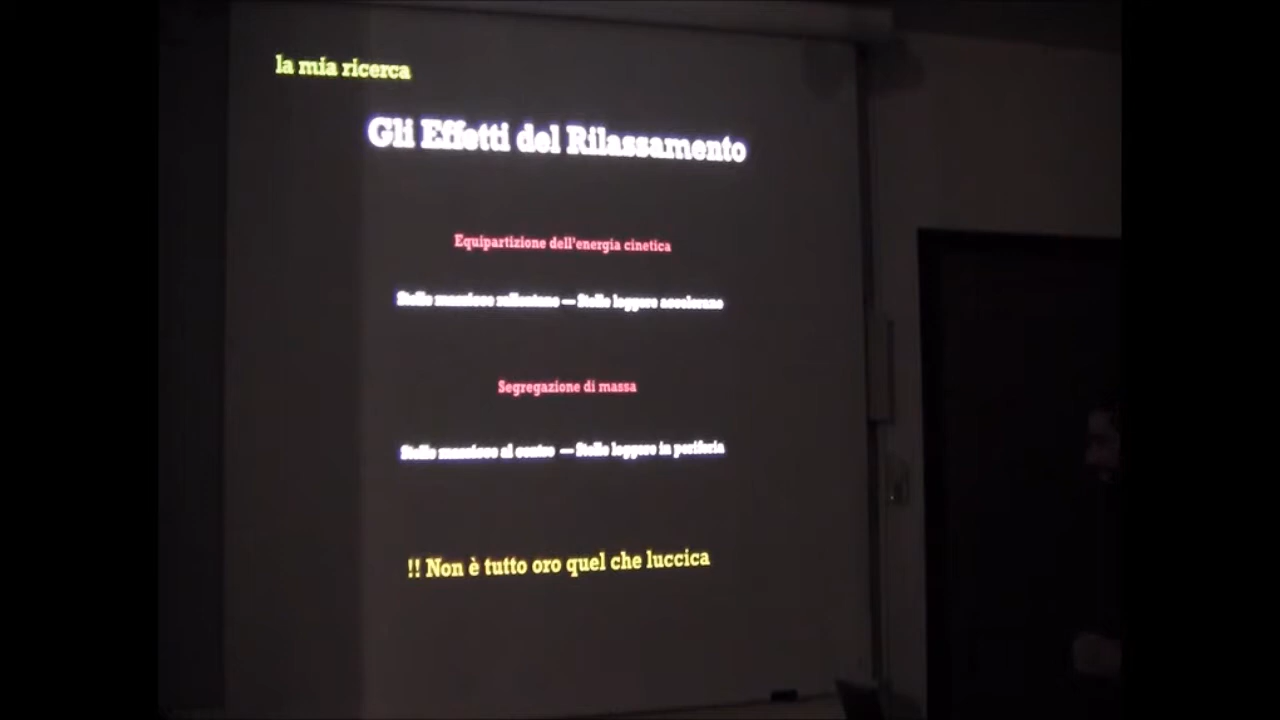 la mia ricerca
Gli Effetti del Rilassamento
Equipartizione dell'energia cinetica
Stelle massicce rallentano — Stelle leggere accelerano
Segregazione di massa
Stelle massicce al centro — Stelle leggere in periferia
!! Non è tutto oro quel che luccica